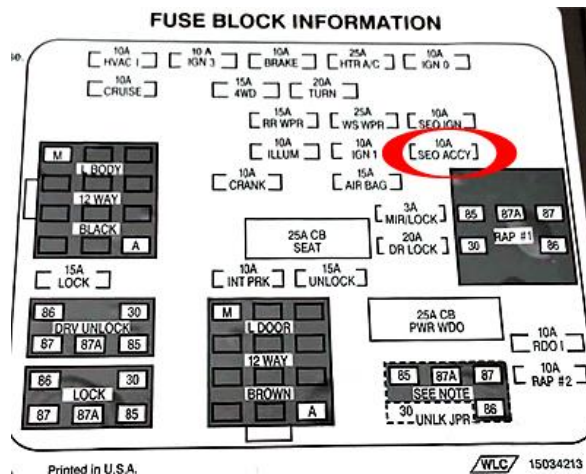 FUSE BLOCK INFORMATION
se.
10A HVAC I
10A IGN 3
10A BRAKE
25A HTR A/C
10A IGN 0
10A CRUISE
15A 4WD
20A TURN
15A RR WPR
25A WS WPR
10A SEO IGN
10A ILLUM
10A IGN 1
10A SEO ACCY
10A CRANK
15A AIR BAG
M
L BODY
12 WAY
BLACK
A
3A MIR/LOCK
20A DR LOCK
85 87A 87
RAP #1
30 86
25A CB
SEAT
15A LOCK
10A INT PRK
15A UNLOCK
86 30
DRV UNLOCK
87 87A 85
M
L DOOR
12 WAY
BROWN
A
25A CB
PWR WDO
10A RDO I
10A RAP #2
86 30
LOCK
87 87A 85
85 87A 87
SEE NOTE
30 86
UNLK JPR
Printed in U.S.A.
WLC 15034213